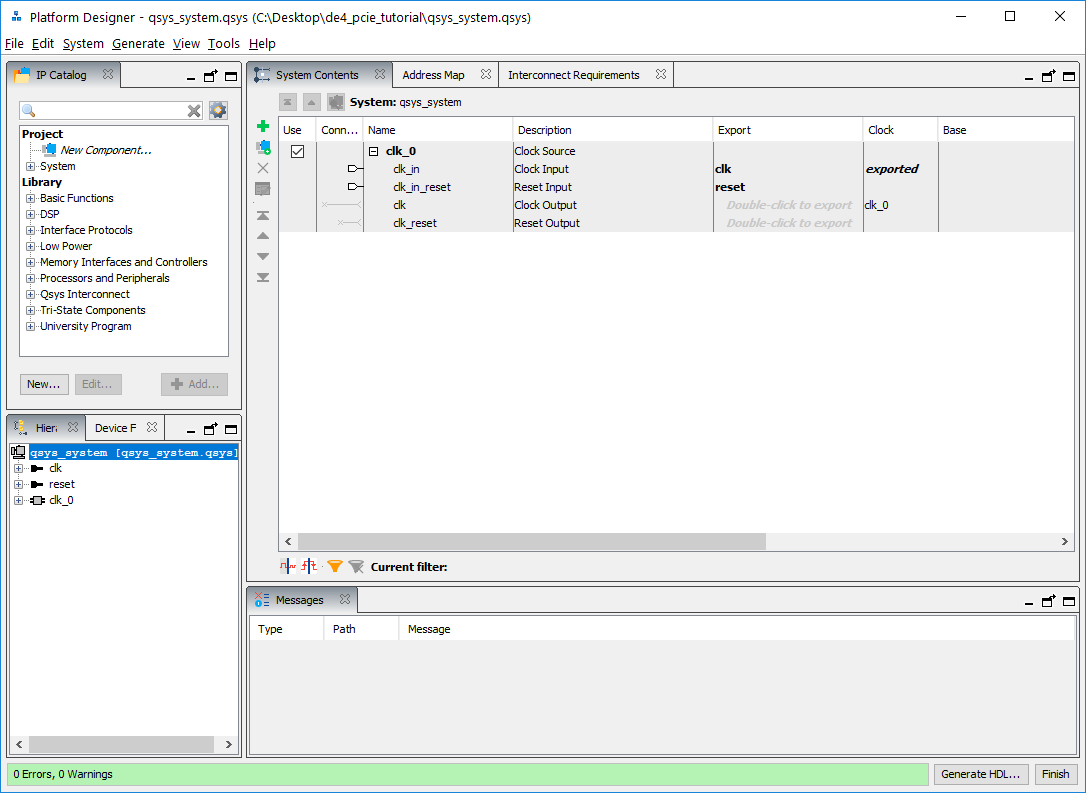 Platform Designer - qsys_system.qsys (C:\Desktop\de4_pcie_tutorial\qsys_system.qsys)
File Edit System Generate View Tools Help
IP Catalog
Project
New Component...
System
Library
Basic Functions
DSP
Interface Protocols
Low Power
Memory Interfaces and Controllers
Processors and Peripherals
Qsys Interconnect
Tri-State Components
University Program
New... Edit... Add...
Hier Device F
qsys_system [qsys_system.qsys]
clk
reset
clk_0
System Contents Address Map Interconnect Requirements
System: qsys_system
Use Conn... Name Description Export Clock Base
clk_0 Clock Source
clk_in Clock Input clk exported
clk_in_reset Reset Input reset
clk Clock Output Double-click to export clk_0
clk_reset Reset Output Double-click to export
Current filter:
Messages
Type Path Message
0 Errors, 0 Warnings Generate HDL... Finish